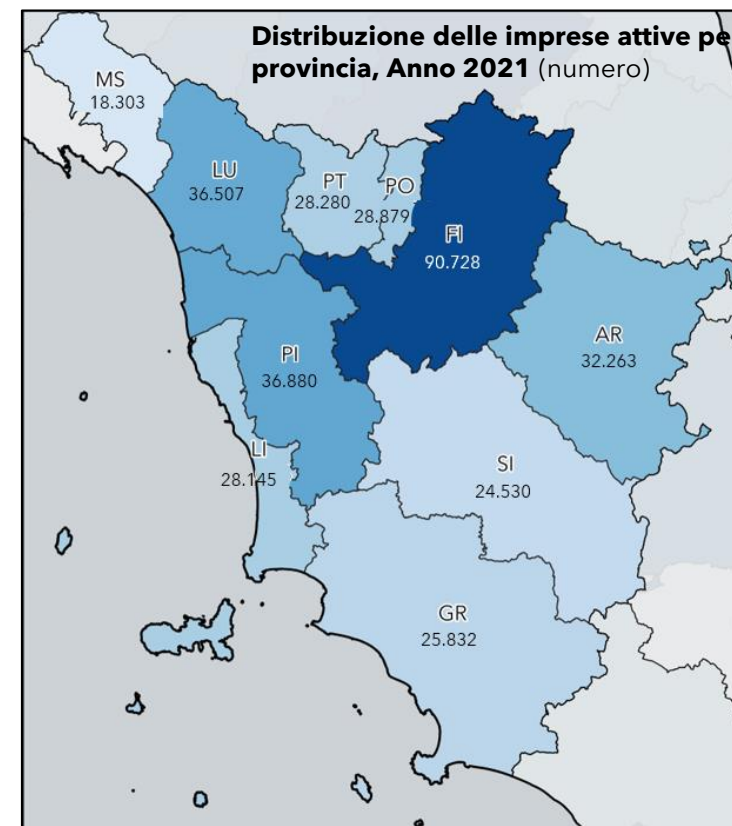 Distribuzione delle imprese attive pe
provincia, Anno 2021 (numero)
MS
18.303
LU
36.507
PT
28.280
PO
28.879
FI
90.728
AR
32.263
PI
36.880
LI
28.145
SI
24.530
GR
25.832